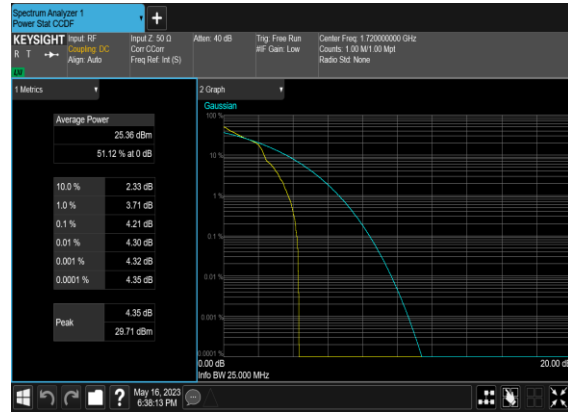 Spectrum Analyzer 1
Power Stat CCDF
+
KEYSIGHT
R T
LXI
Input: RF
Coupling: DC
Align: Auto
Input Z: 50 Ω
Corr CCorr
Freq Ref: Int (S)
Atten: 40 dB
Trig: Free Run
#IF Gain: Low
Center Freq: 1.720000000 GHz
Counts: 1.00 M/1.00 Mpt
Radio Std: None
1 Metrics
Average Power
25.36 dBm
51.12 % at 0 dB
10.0 % 2.33 dB
1.0 % 3.71 dB
0.1 % 4.21 dB
0.01 % 4.30 dB
0.001 % 4.32 dB
0.0001 % 4.35 dB
Peak
4.35 dB
29.71 dBm
2 Graph
Gaussian
100 %
10 %
1 %
0.1 %
0.01 %
0.001 %
0.0001 %
0.00 dB
20.00 dB
Info BW 25.000 MHz
?
May 16, 2023
6:38:13 PM